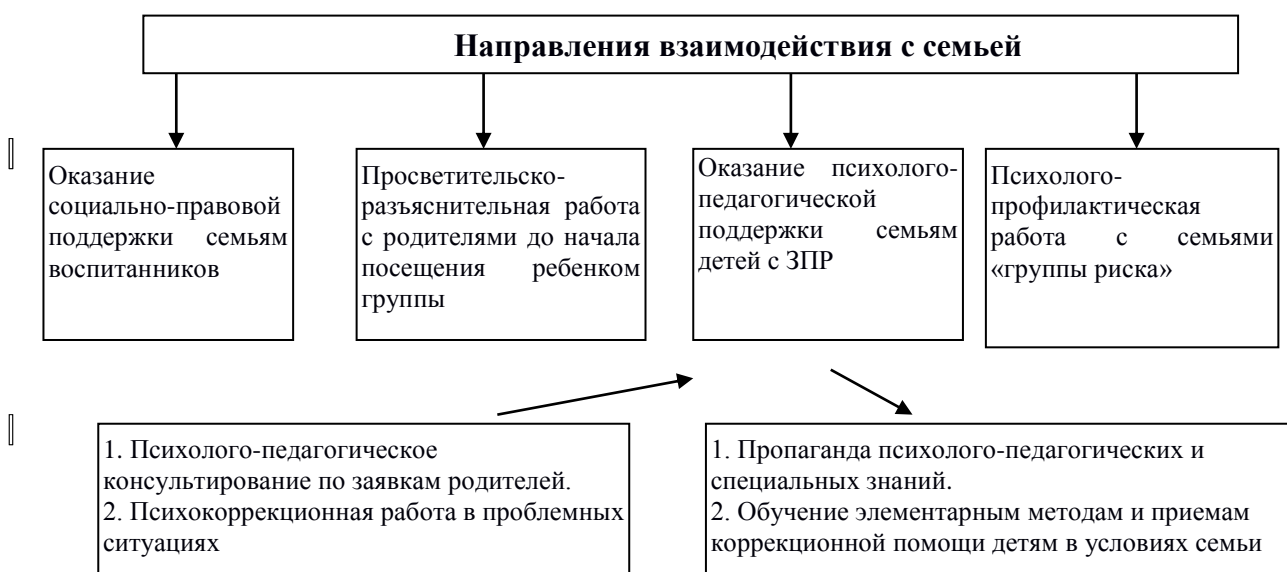 Направления взаимодействия с семьей
Оказание
социально-правовой
поддержки семьям
воспитанников
Просветительско-
разъяснительная работа
с родителями до начала
посещения ребенком
группы
Оказание психолого-
педагогической
поддержки семьям
детей с ЗПР
Психолого-
профилактическая
работа с семьями
«группы риска»
1. Психолого-педагогическое
консультирование по заявкам родителей.
2. Психокоррекционная работа в проблемных
ситуациях
1. Пропаганда психолого-педагогических и
специальных знаний.
2. Обучение элементарным методам и приемам
коррекционной помощи детям в условиях семьи